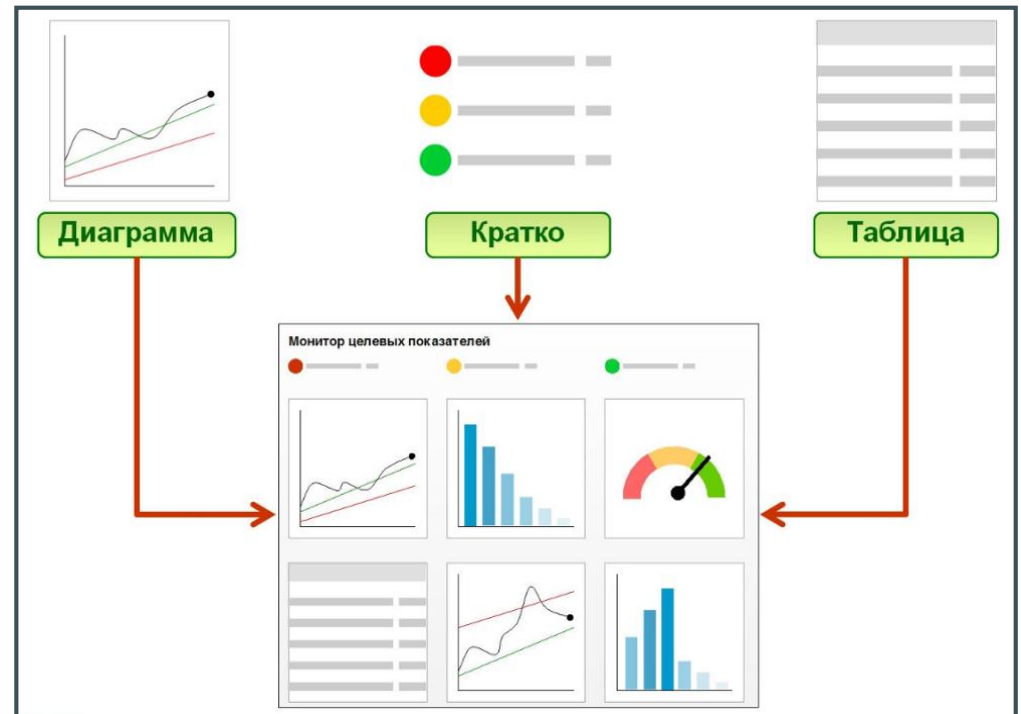 Диаграмма
Кратко
Таблица
Монитор целевых показателей